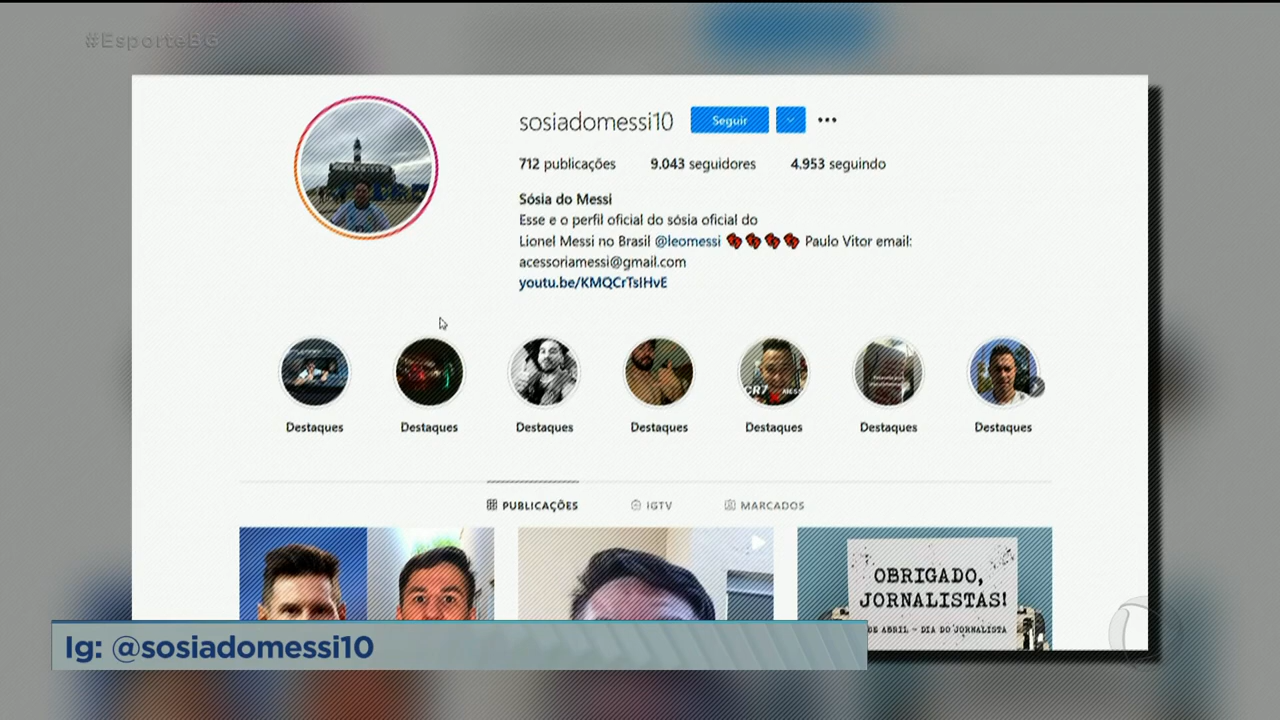 #EsporteBG
sosiadomessi10 Seguir
712 publicações 9.043 seguidores 4.953 seguindo
Sósia do Messi
Esse e o perfil oficial do sósia oficial do
Lionel Messi no Brasil @leomessi 👣👣👣👣 Paulo Vitor email:
acessoriamessi@gmail.com
youtu.be/KMQCrTsIHvE
CR7 MESSI
Destaques Destaques Destaques Destaques Destaques Destaques Destaques
PUBLICAÇÕES IGTV MARCADOS
OBRIGADO,
JORNALISTAS!
DE ABRIL - DIA DO JORNALISTA
Ig: @sosiadomessi10